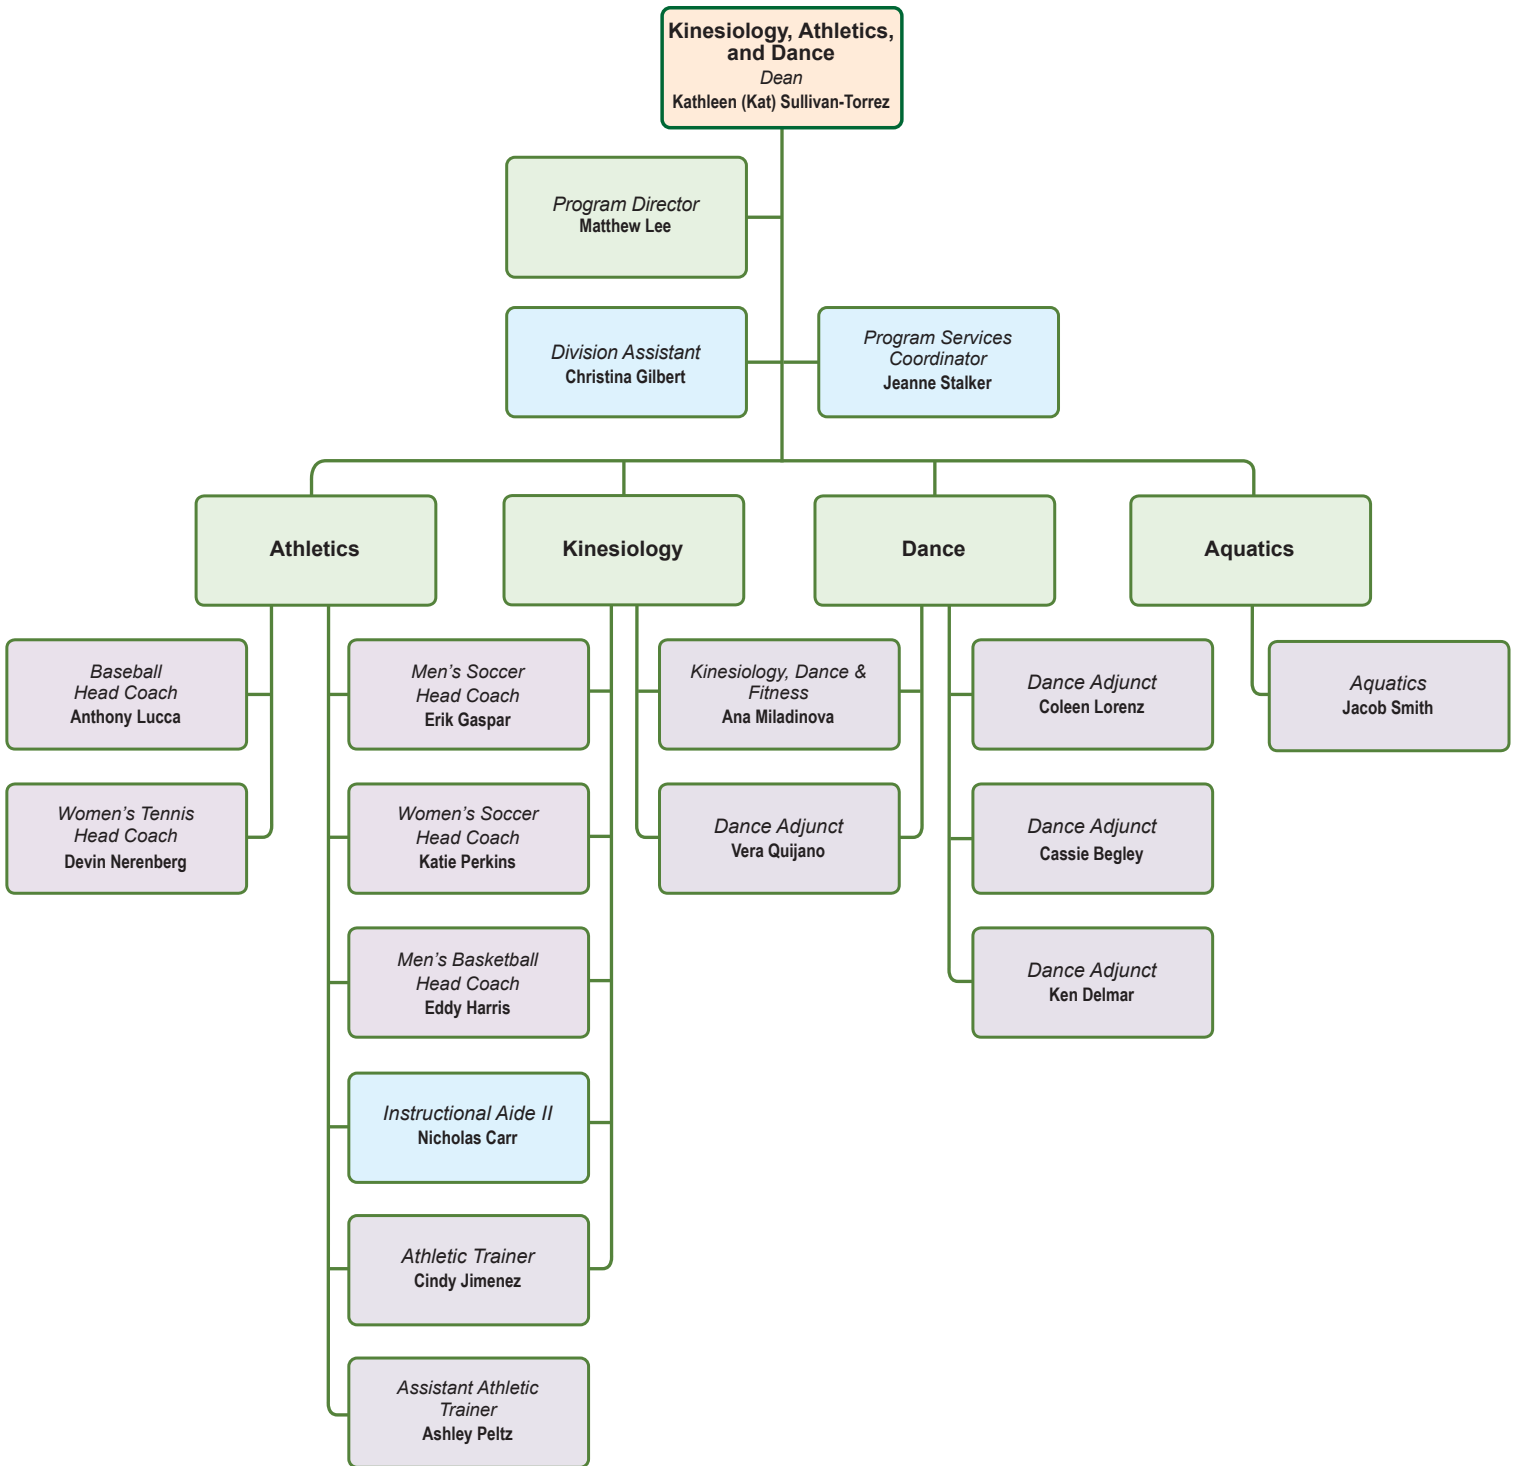 Kinesiology, Athletics,
and Dance
Dean
Kathleen (Kat) Sullivan-Torrez
Program Director
Matthew Lee
Division Assistant
Christina Gilbert
Program Services
Coordinator
Jeanne Stalker
Athletics
Kinesiology
Dance
Aquatics
Baseball
Head Coach
Anthony Lucca
Men’s Soccer
Head Coach
Erik Gaspar
Kinesiology, Dance &
Fitness
Ana Miladinova
Dance Adjunct
Coleen Lorenz
Aquatics
Jacob Smith
Women’s Tennis
Head Coach
Devin Nerenberg
Women’s Soccer
Head Coach
Katie Perkins
Dance Adjunct
Vera Quijano
Dance Adjunct
Cassie Begley
Men’s Basketball
Head Coach
Eddy Harris
Dance Adjunct
Ken Delmar
Instructional Aide II
Nicholas Carr
Athletic Trainer
Cindy Jimenez
Assistant Athletic
Trainer
Ashley Peltz